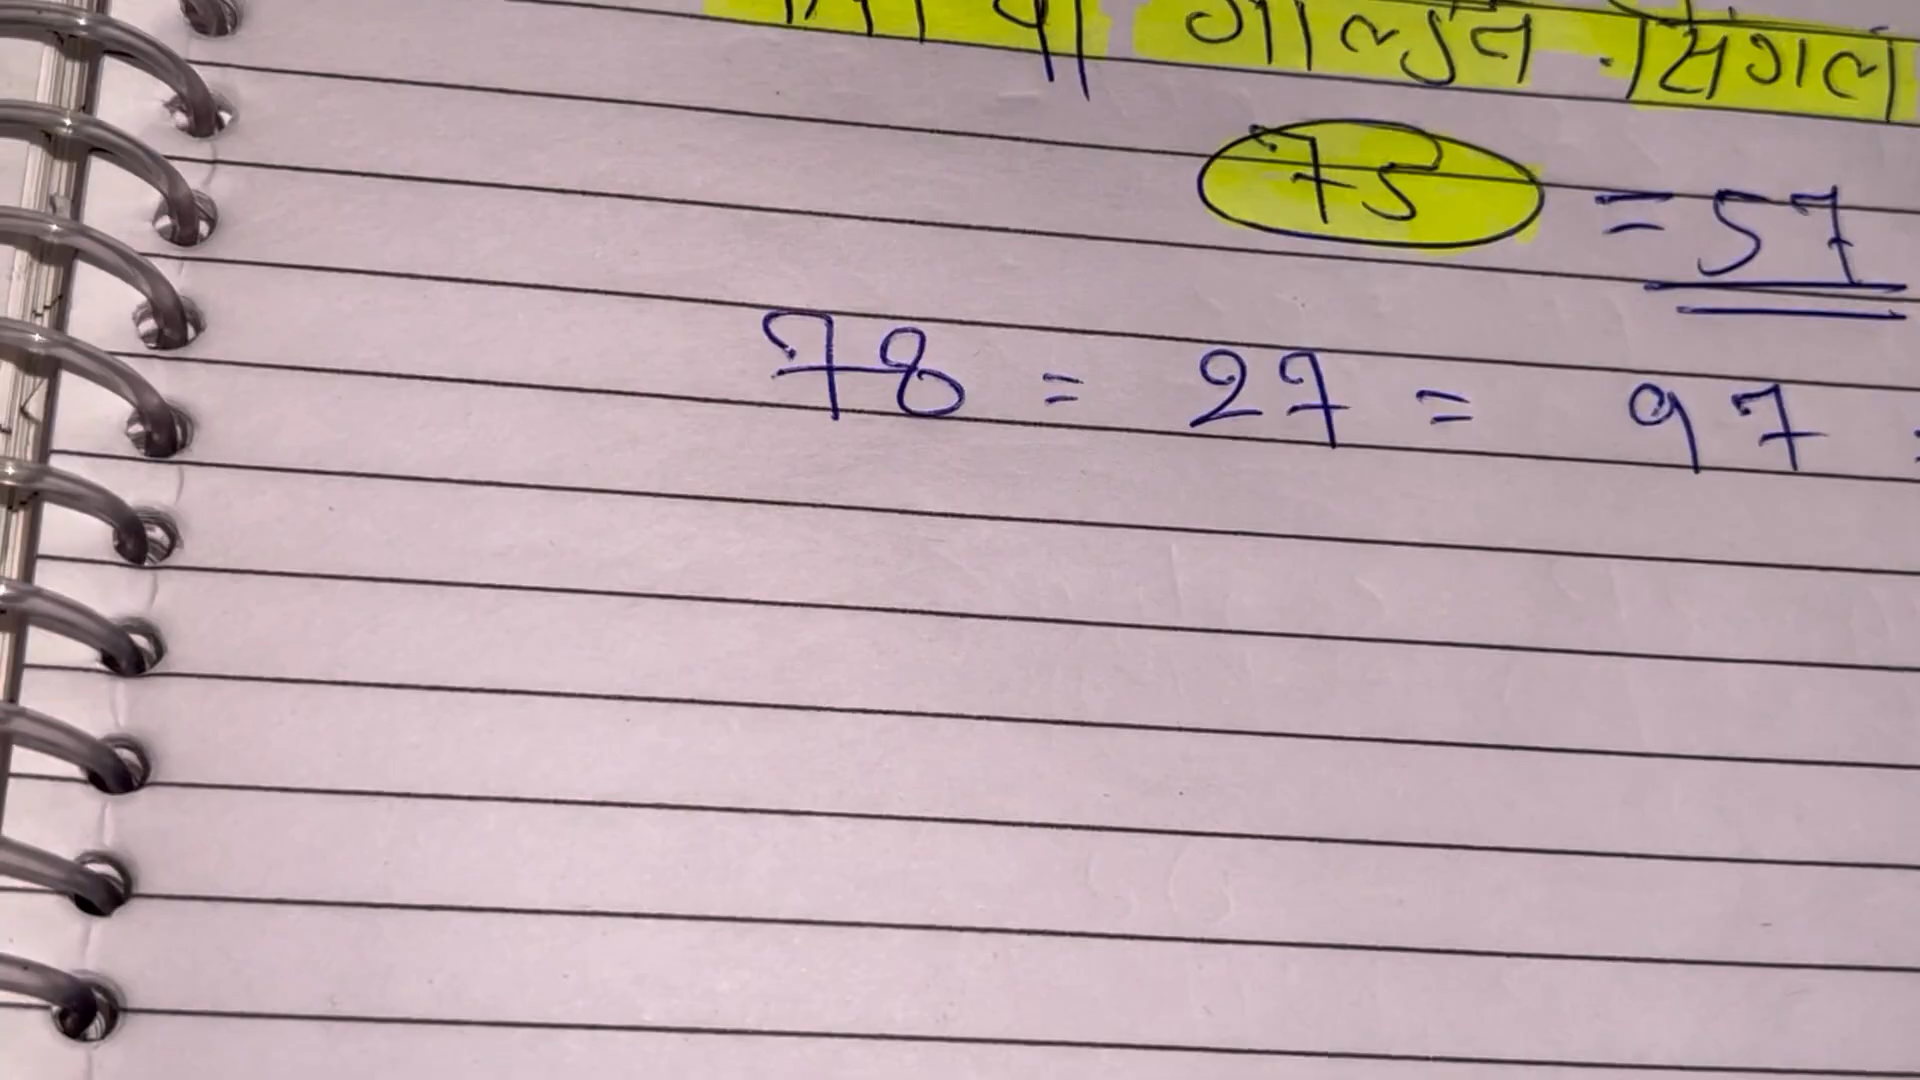 गोल्डन सिंगल
75 = 57
78 = 27 = 97 =